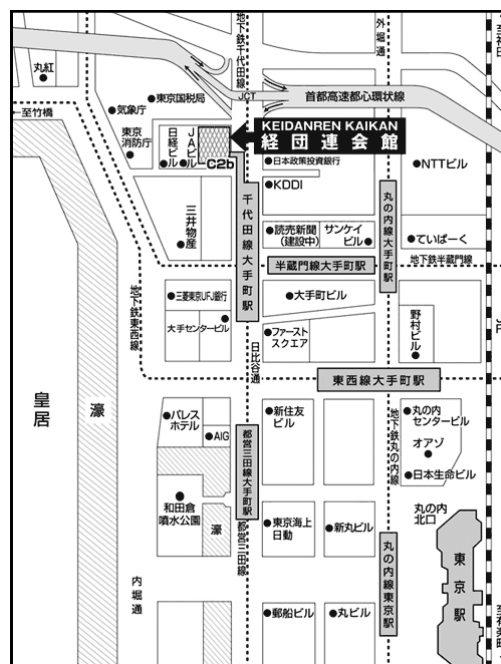 至神田
外堀通
地下鉄千代田線
丸紅
東京国税局
JCT
首都高速都心環状線
気象庁
←至竹橋
KEIDANREN KAIKAN
経団連会館
東京
消防庁
日経ビル
JAビル
C2b
日本政策投資銀行
NTTビル
KDDI
千代田線大手町駅
丸の内線大手町駅
三井物産
読売新聞
(建設中)
サンケイ
ビル
ていぱーく
半蔵門線大手町駅
地下鉄半蔵門線
地下鉄東西線
三菱東京UFJ銀行
大手町ビル
大手センタービル
ファースト
スクエア
野村ビル
JR
日比谷通
東西線大手町駅
皇居
濠
パレス
ホテル
AIG
新住友
ビル
丸の内
センタービル
オアゾ
日本生命ビル
都営三田線大手町駅
地下鉄丸の内線
和田倉
噴水公園
濠
東京海上
日動
新丸ビル
丸の内
北口
東京駅
都営三田線
丸の内線東京駅
内堀通
郵船ビル
丸ビル
至有楽町